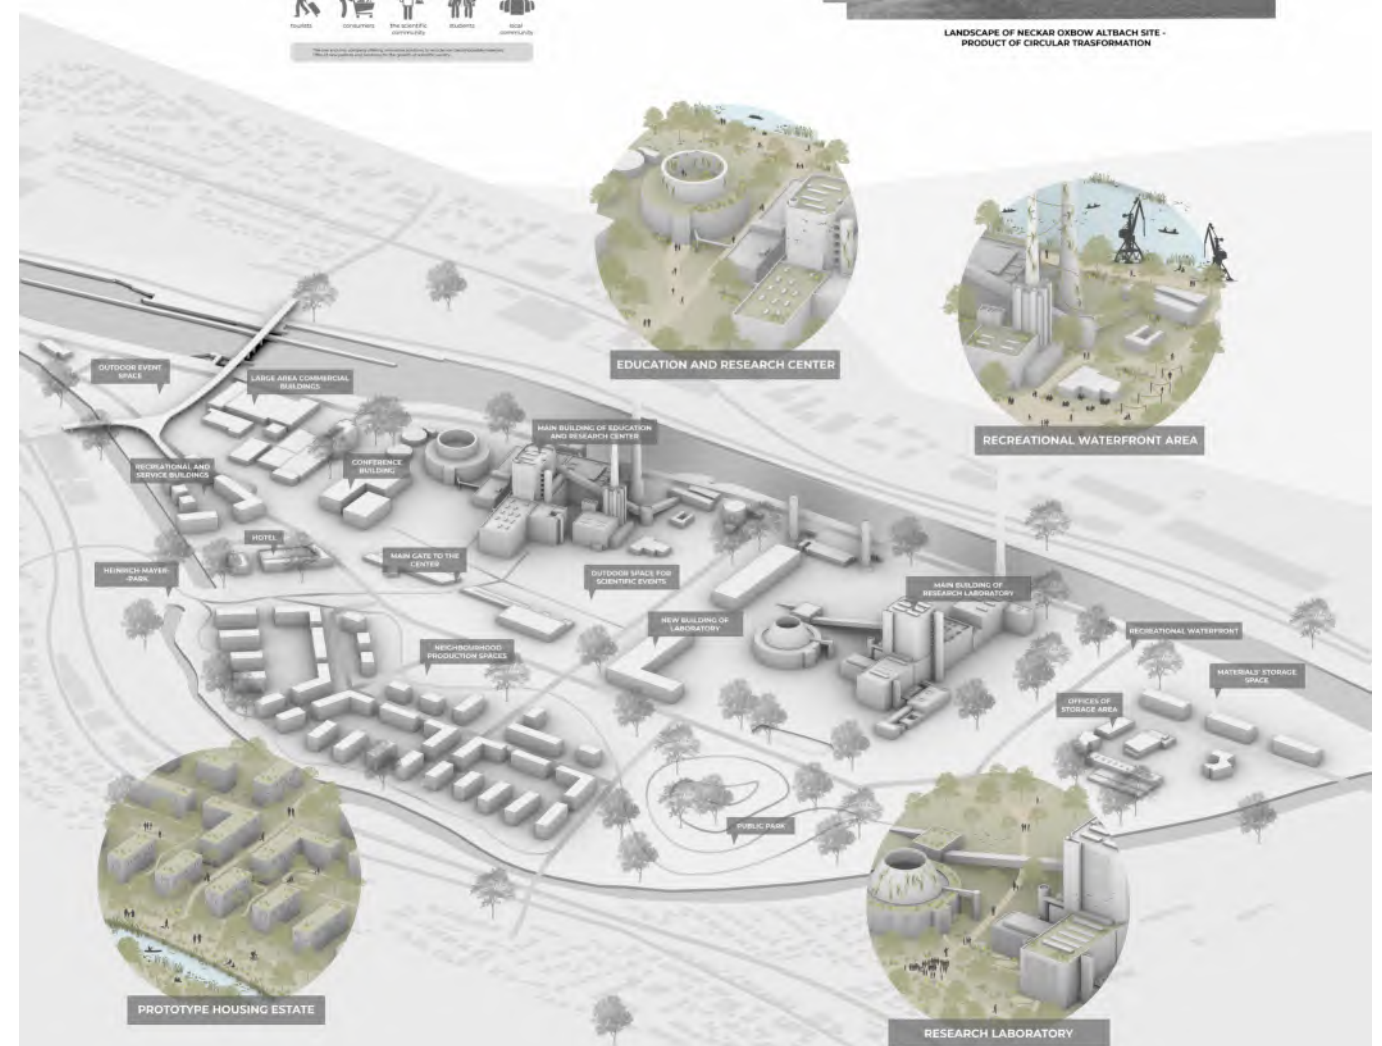 tourists
consumers
the scientific
community
students
local
community
LANDSCAPE OF NECKAR OXBOW ALTBACH SITE -
PRODUCT OF CIRCULAR TRASFORMATION
EDUCATION AND RESEARCH CENTER
RECREATIONAL WATERFRONT AREA
OUTDOOR EVENT
SPACE
LARGE AREA COMMERCIAL
BUILDINGS
MAIN BUILDING OF EDUCATION
AND RESEARCH CENTER
RECREATIONAL AND
SERVICE BUILDINGS
CONFERENCE
BUILDING
HOTEL
MAIN GATE TO THE
CENTER
HEINRICH-MAYER-
-PARK
OUTDOOR SPACE FOR
SCIENTIFIC EVENTS
MAIN BUILDING OF
RESEARCH LABORATORY
NEW BUILDING OF
LABORATORY
RECREATIONAL WATERFRONT
NEIGHBOURHOOD
PRODUCTION SPACES
MATERIALS' STORAGE
SPACE
OFFICES OF
STORAGE AREA
PUBLIC PARK
PROTOTYPE HOUSING ESTATE
RESEARCH LABORATORY